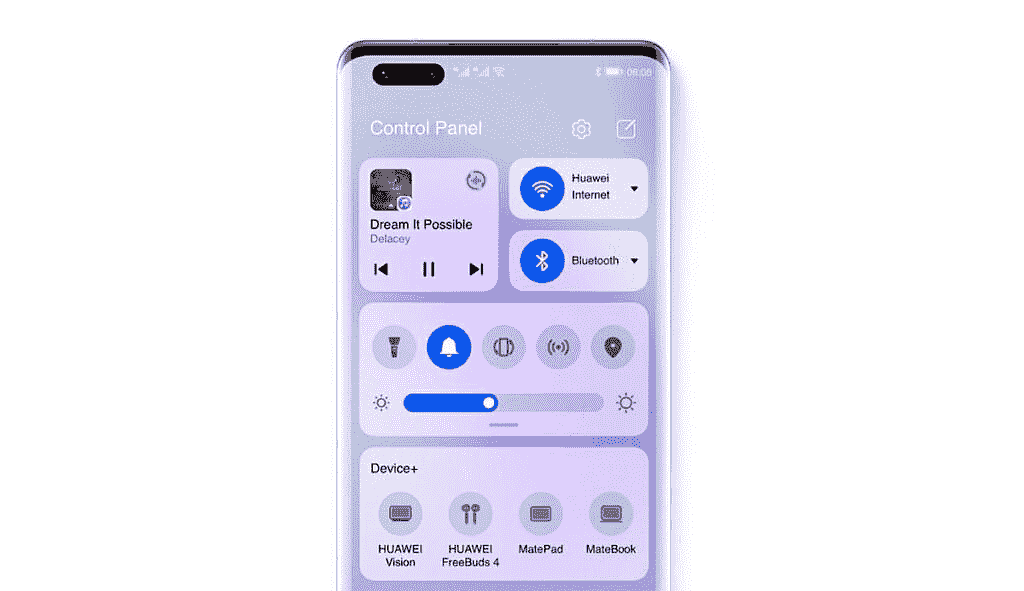 08:08
Control Panel
Dream It Possible
Delacey
Huawei
Internet
Bluetooth
Device+
HUAWEI
Vision
HUAWEI
FreeBuds 4
MatePad
MateBook